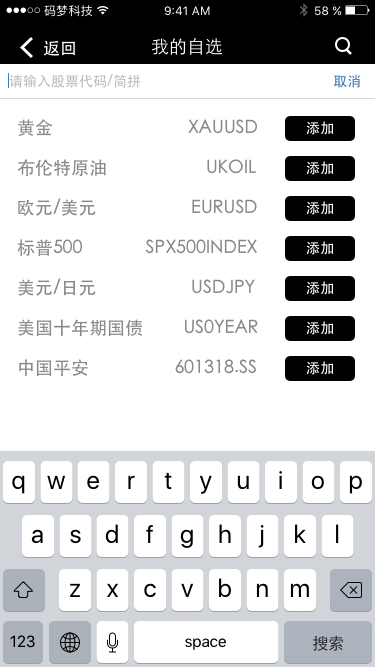 码梦科技 9:41 AM 58 %
返回 我的自选
请输入股票代码/简拼 取消
黄金 XAUUSD 添加
布伦特原油 UKOIL 添加
欧元/美元 EURUSD 添加
标普500 SPX500INDEX 添加
美元/日元 USDJPY 添加
美国十年期国债 US0YEAR 添加
中国平安 601318.SS 添加
q w e r t y u i o p
a s d f g h j k l
z x c v b n m
123 space 搜索